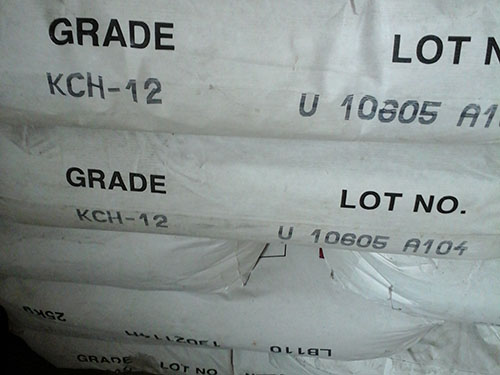 GRADE LOT N
KCH-12 U 10605 A1
GRADE LOT NO.
KCH-12 U 10605 A104
25KG LB110
GRADE LOT NO